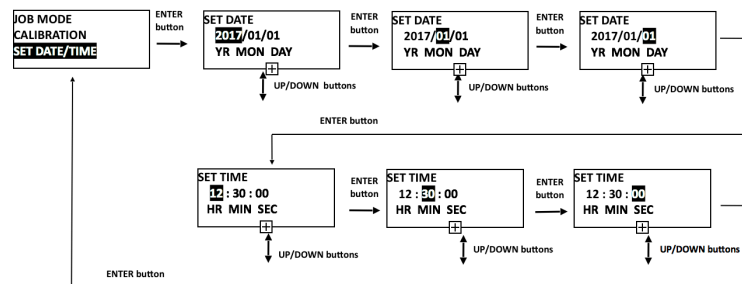 JOB MODE
CALIBRATION
SET DATE/TIME
ENTER
button
SET DATE
2017/01/01
YR MON DAY
UP/DOWN buttons
ENTER
button
SET DATE
2017/01/01
YR MON DAY
UP/DOWN buttons
ENTER
button
SET DATE
2017/01/01
YR MON DAY
UP/DOWN buttons
ENTER button
SET TIME
12 : 30 : 00
HR MIN SEC
UP/DOWN buttons
ENTER
button
SET TIME
12 : 30 : 00
HR MIN SEC
UP/DOWN buttons
ENTER
button
SET TIME
12 : 30 : 00
HR MIN SEC
UP/DOWN buttons
ENTER button